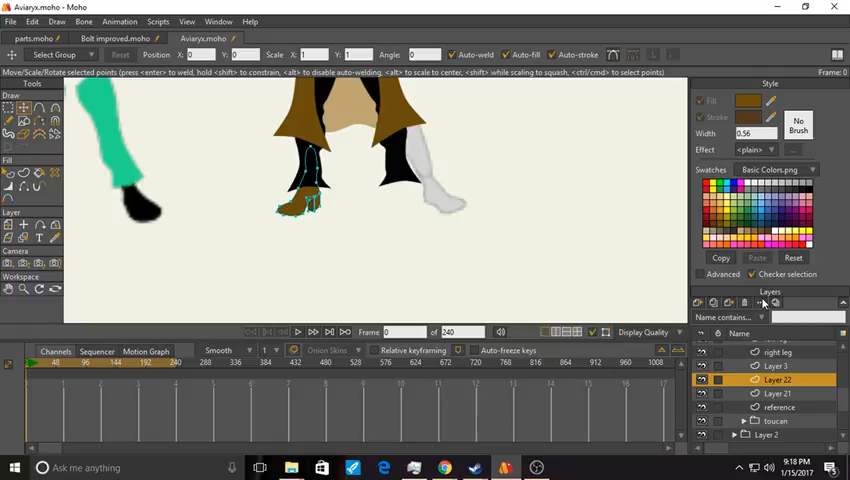 Aviaryx.moho - Moho
File Edit Draw Bone Animation Scripts View Window Help
parts.moho Bolt improved.moho Aviaryx.moho
Select Group Position X: 0 Y: 0 Scale X: 1 Y: 1 Angle: 0 Auto-weld Auto-fill Auto-stroke
Move/Scale/Rotate selected points (press <enter> to weld, hold <shift> to constrain, <alt> to disable auto-welding, <alt> to scale to center, <shift> while scaling to squash, <ctrl/cmd> to select points) Frame: 0
Tools
Draw
Fill
Layer
Camera
Workspace
Style
Fill
Stroke
No
Brush
Width 0.56
Effect <plain> ...
Swatches Basic Colors.png
Copy Paste Reset
Advanced Checker selection
Layers
Name contains...
Name
right leg
Layer 3
Layer 22
Layer 21
reference
toucan
Layer 2
Frame 0 of 240 Display Quality
Channels Sequencer Motion Graph Smooth 1 Onion Skins Relative keyframing Auto-freeze keys
48 96 144 192 240 288 336 384 432 480 528 576 624 672 720 768 816 864 912 960 1008
1 2 3 4 5 6 7 8 9 10 11 12 13 14 15 16 17
Ask me anything
9:18 PM
1/15/2017